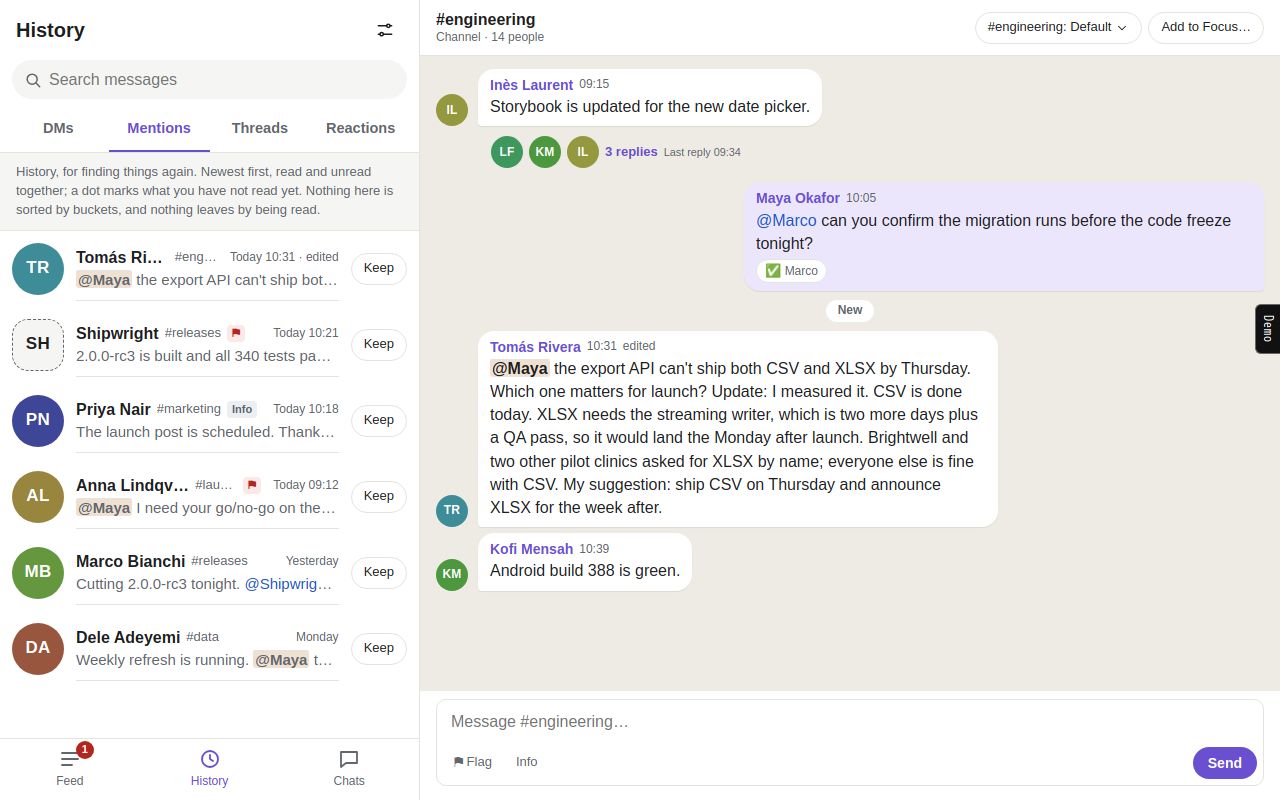 History
Search messages
DMs
Mentions
Threads
Reactions
History, for finding things again. Newest first, read and unread
together; a dot marks what you have not read yet. Nothing here is
sorted by buckets, and nothing leaves by being read.
TR
Tomás Ri… #eng… Today 10:31 · edited
@Maya the export API can't ship bot…
Keep
SH
Shipwright #releases Today 10:21
2.0.0-rc3 is built and all 340 tests pa…
Keep
PN
Priya Nair #marketing Info Today 10:18
The launch post is scheduled. Thank…
Keep
AL
Anna Lindqv… #lau… Today 09:12
@Maya I need your go/no-go on the…
Keep
MB
Marco Bianchi #releases Yesterday
Cutting 2.0.0-rc3 tonight. @Shipwrig…
Keep
DA
Dele Adeyemi #data Monday
Weekly refresh is running. @Maya t…
Keep
1
Feed
History
Chats
#engineering
Channel · 14 people
#engineering: Default
Add to Focus…
Inès Laurent 09:15
Storybook is updated for the new date picker.
IL
LF KM IL 3 replies Last reply 09:34
Maya Okafor 10:05
@Marco can you confirm the migration runs before the code freeze
tonight?
✅ Marco
New
Tomás Rivera 10:31 edited
@Maya the export API can't ship both CSV and XLSX by Thursday.
Which one matters for launch? Update: I measured it. CSV is done
today. XLSX needs the streaming writer, which is two more days plus
a QA pass, so it would land the Monday after launch. Brightwell and
two other pilot clinics asked for XLSX by name; everyone else is fine
with CSV. My suggestion: ship CSV on Thursday and announce
XLSX for the week after.
TR
Kofi Mensah 10:39
Android build 388 is green.
KM
Message #engineering…
Flag
Info
Send
Demo